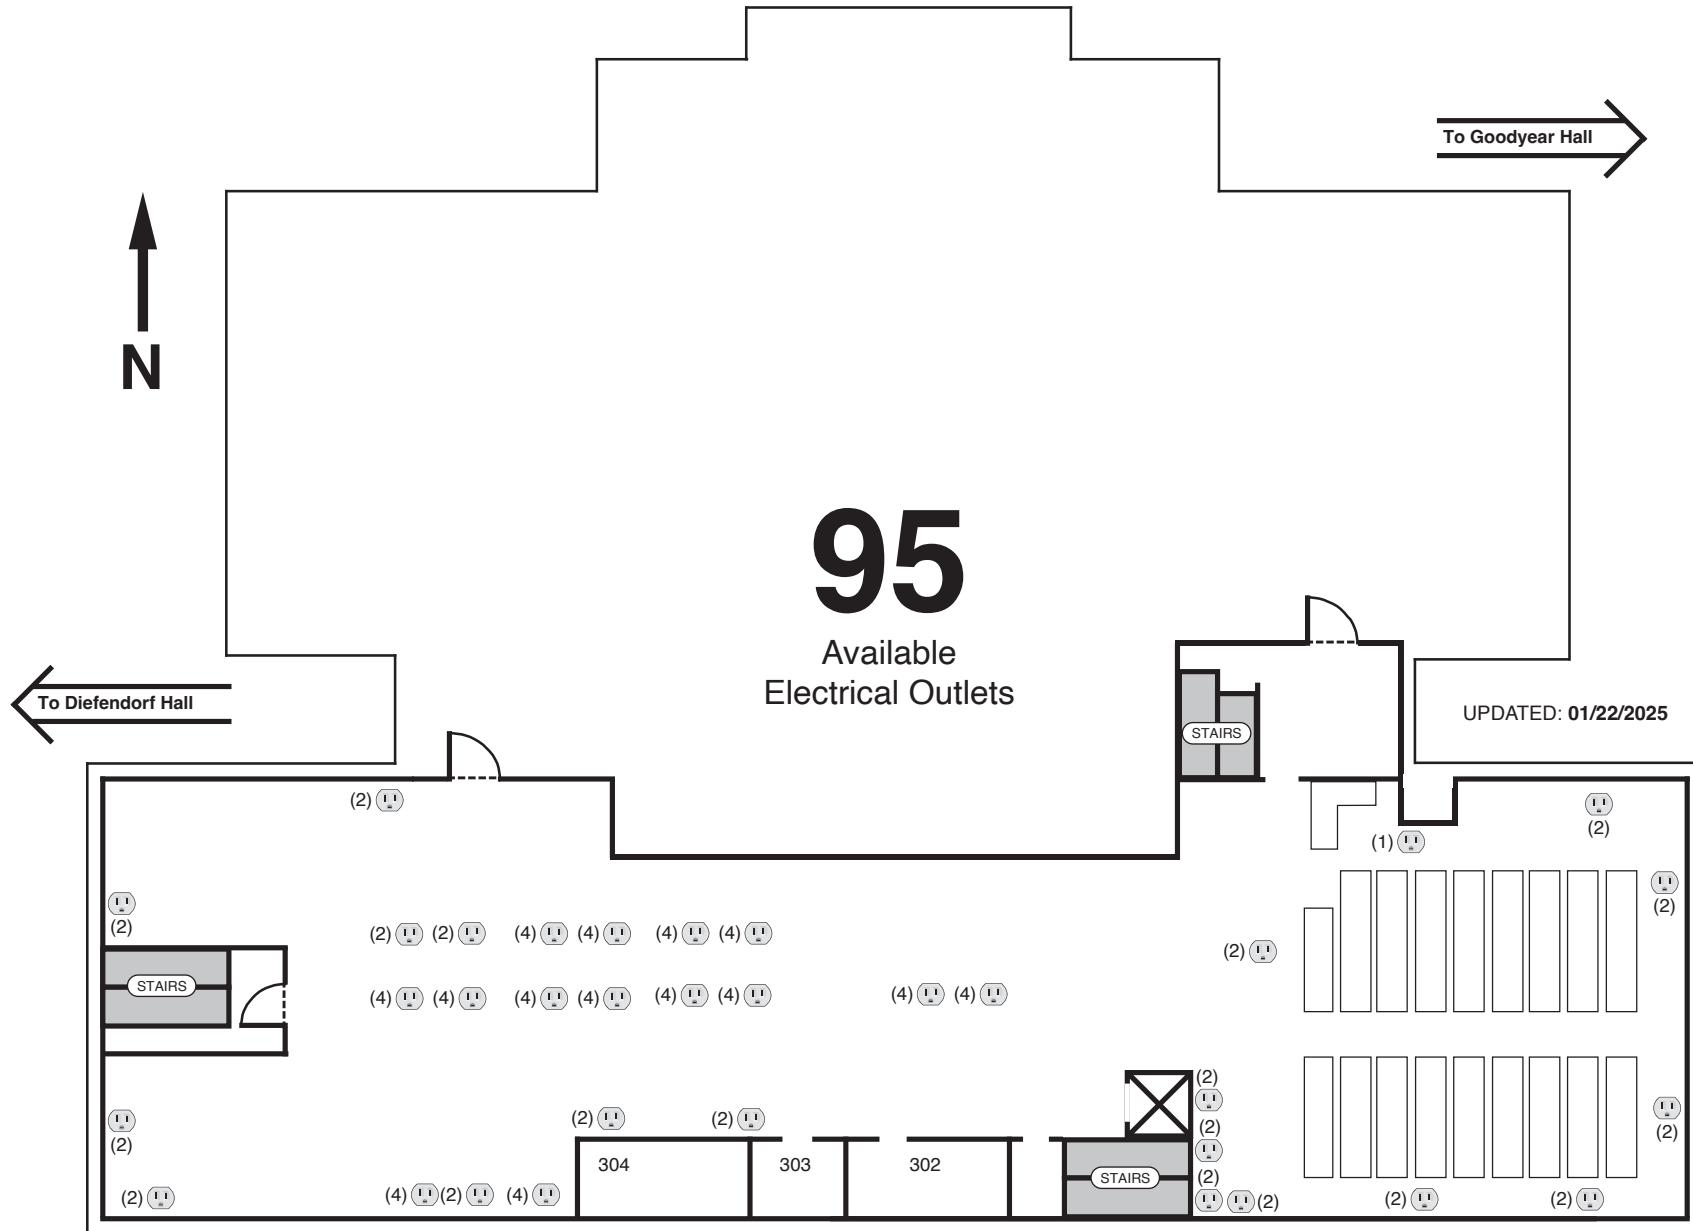 To Goodyear Hall
N
95
Available
Electrical Outlets
To Diefendorf Hall
UPDATED: 01/22/2025
STAIRS
(2)
(2)
(1)
(2)
(2)
(2) (2) (4) (4) (4) (4)
(2)
STAIRS
(4) (4) (4) (4) (4) (4) (4) (4)
(2)
(2) (2)
(2)
(2)
(2)
304 303 302
STAIRS
(2)
(2) (4) (2) (4) (2) (2) (2)